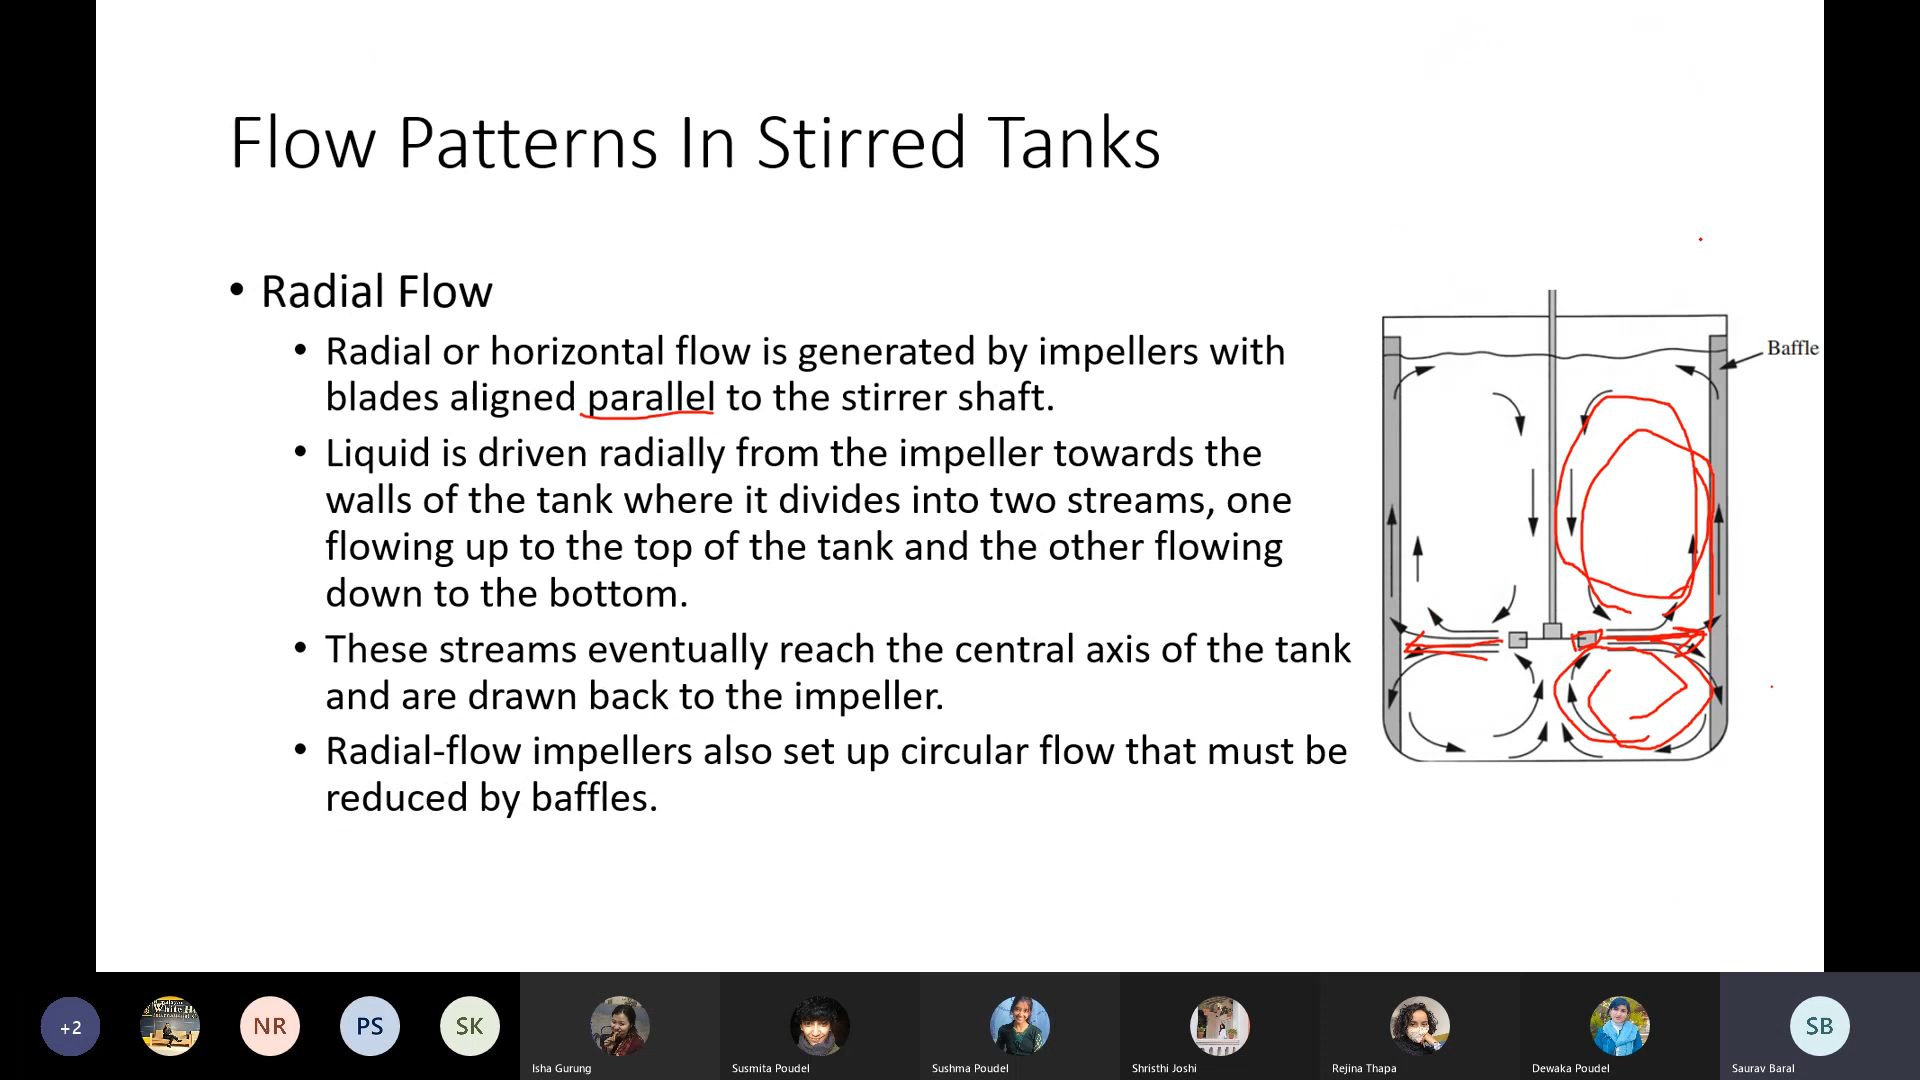 Flow Patterns In Stirred Tanks
• Radial Flow
• Radial or horizontal flow is generated by impellers with
blades aligned parallel to the stirrer shaft.
• Liquid is driven radially from the impeller towards the
walls of the tank where it divides into two streams, one
flowing up to the top of the tank and the other flowing
down to the bottom.
• These streams eventually reach the central axis of the tank
and are drawn back to the impeller.
• Radial-flow impellers also set up circular flow that must be
reduced by baffles.
Baffle
+2
White H
NR
PS
SK
SB
Isha Gurung
Susmita Poudel
Sushma Poudel
Shristhi Joshi
Rejina Thapa
Dewaka Poudel
Saurav Baral